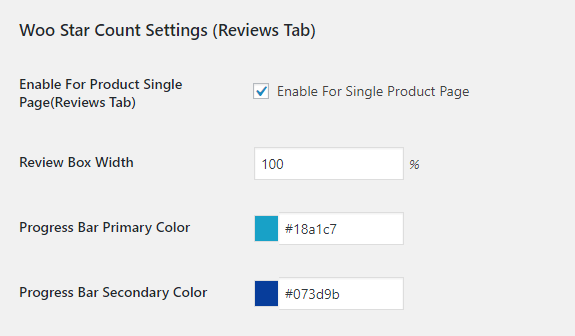 Woo Star Count Settings (Reviews Tab)
Enable For Product Single
Page(Reviews Tab)
Enable For Single Product Page
Review Box Width
100
%
Progress Bar Primary Color
#18a1c7
Progress Bar Secondary Color
#073d9b